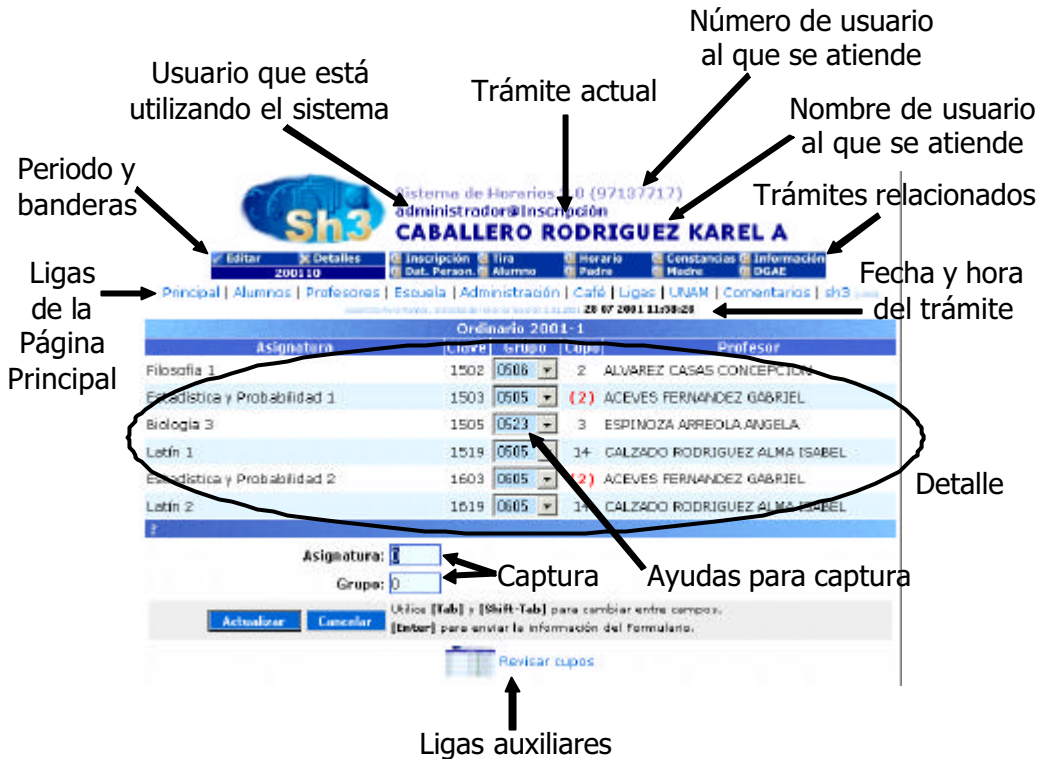 Número de usuario
al que se atiende
Usuario que está
utilizando el sistema
Trámite actual
Nombre de usuario
al que se atiende
Periodo y
banderas
Trámites relacionados
Sh3
Sistema de Horarios (97137717)
administrador@Inscripción
CABALLERO RODRIGUEZ KAREL A
Editar Detalles
200110
Inscripción Tira Horario Constancias Información
Dat. Person. Alumno Padre Madre DGAE
Ligas
de la
Página
Principal
Fecha y hora
del trámite
Principal | Alumnos | Profesores | Escuela | Administración | Café | Ligas | UNAM | Comentarios | sh3
28 07 2001 11:58:28
Ordinario 2001-1
Asignatura Clave Grupo Cupo Profesor
Filosofia 1 1502 0506 2 ALVAREZ CASAS CONCEPCION
Estadística y Probabilidad 1 1503 0505 (2) ACEVES FERNANDEZ GABRIEL
Biología 3 1505 0523 3 ESPINOZA ARREOLA ANGELA
Latín 1 1519 0505 14 CALZADO RODRIGUEZ ALMA ISABEL
Estadística y Probabilidad 2 1603 0605 (2) ACEVES FERNANDEZ GABRIEL
Latín 2 1619 0605 14 CALZADO RODRIGUEZ ALMA ISABEL
?
Detalle
Asignatura: 0
Grupo: 0
Captura
Ayudas para captura
Actualizar Cancelar
Utilice [Tab] y [Shift-Tab] para cambiar entre campos.
[Enter] para enviar la información del Formulario.
Revisar cupos
Ligas auxiliares